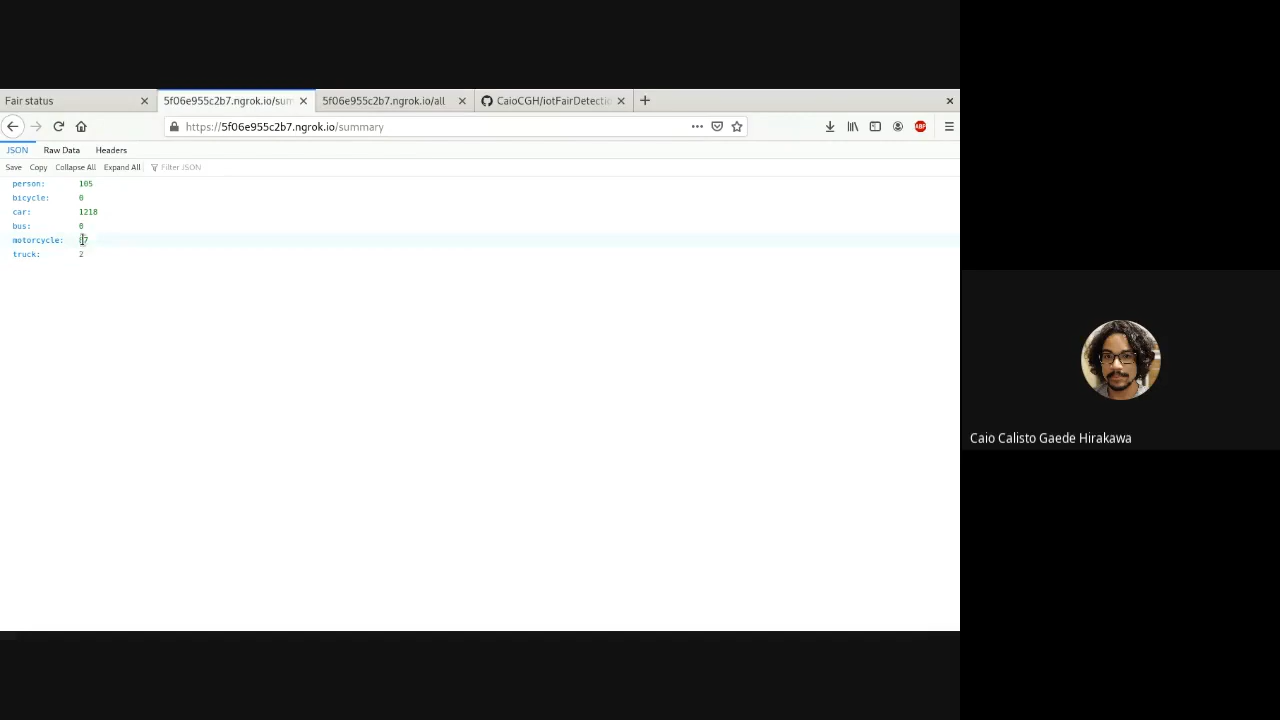 Fair status
5f06e955c2b7.ngrok.io/sum
5f06e955c2b7.ngrok.io/all
CaioCGH/iotFairDetectio
https://5f06e955c2b7.ngrok.io/summary
ABP
JSON Raw Data Headers
Save Copy Collapse All Expand All Filter JSON
person: 105
bicycle: 0
car: 1218
bus: 0
motorcycle:
truck: 2
Caio Calisto Gaede Hirakawa